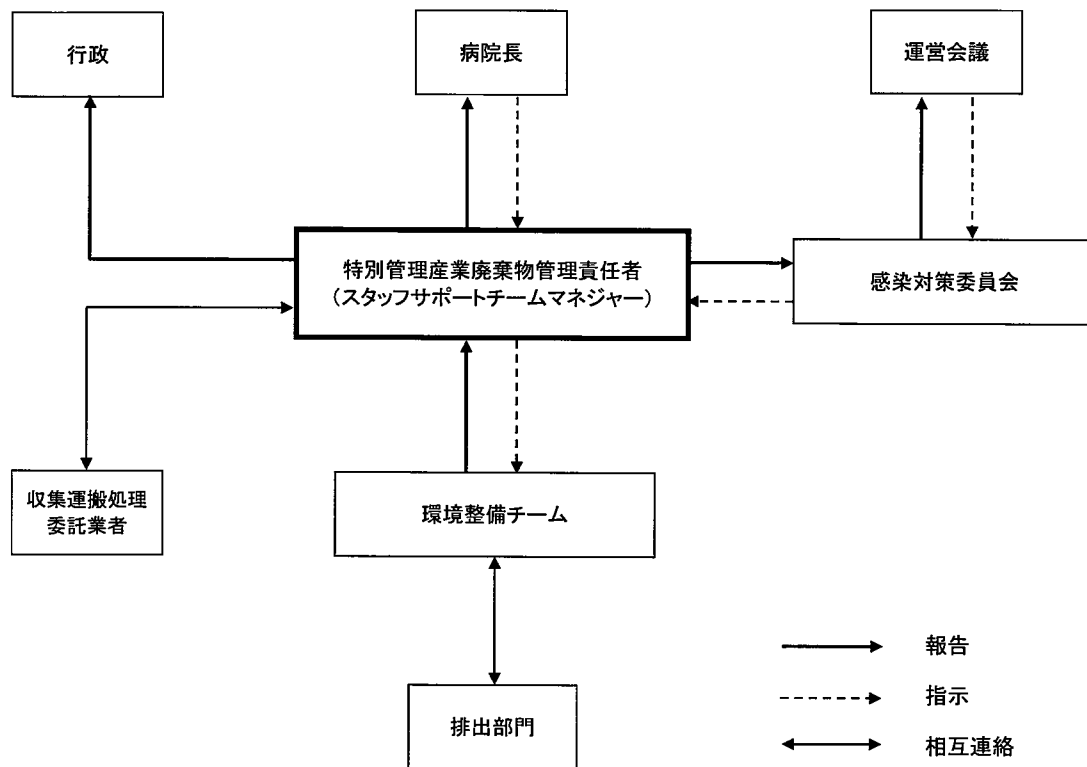 行政
病院長
運営会議
特別管理産業廃棄物管理責任者
（スタッフサポートチームマネジャー）
感染対策委員会
収集運搬処理
委託業者
環境整備チーム
排出部門
報告
指示
相互連絡